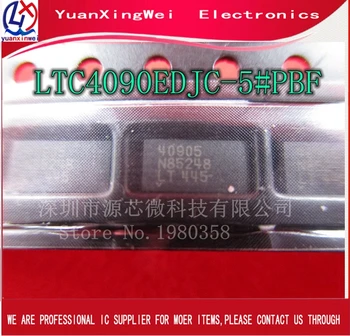 YuanXingWei Electronics
yuanxinwei
LTC4090EDJC-5#PBF
40905
N85248
LT 445
深圳市源芯微科技有限公司
Store No.1980358
WE ARE PROFESSIONAL IC SUPPLIER FOR MOER ITEMS,PLEASE CONTACT US THROUGH